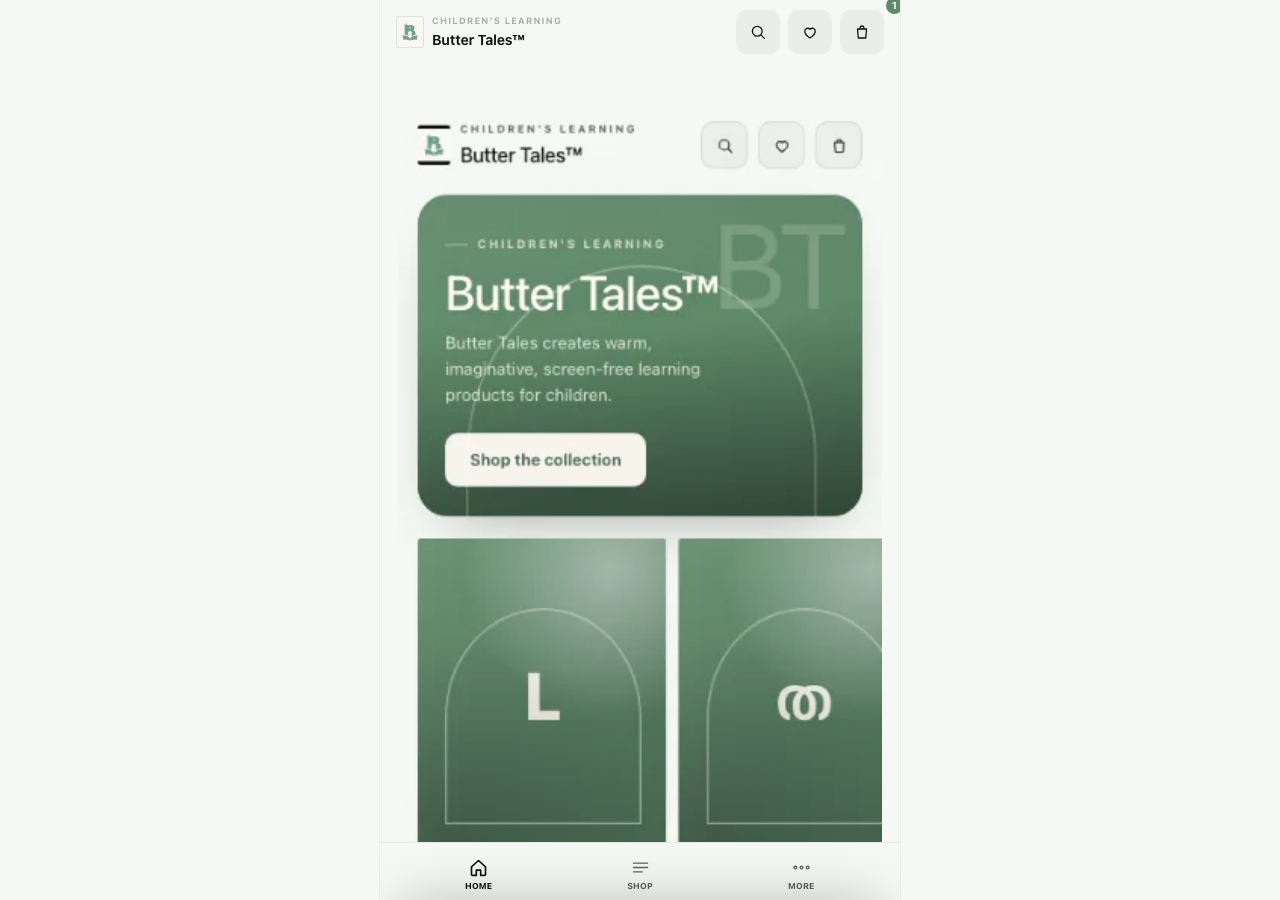 1
CHILDREN'S LEARNING
Butter Tales™
CHILDREN'S LEARNING
Butter Tales™
BT
CHILDREN'S LEARNING
Butter Tales™
Butter Tales creates warm,
imaginative, screen-free learning
products for children.
Shop the collection
L
ത
HOME
SHOP
MORE